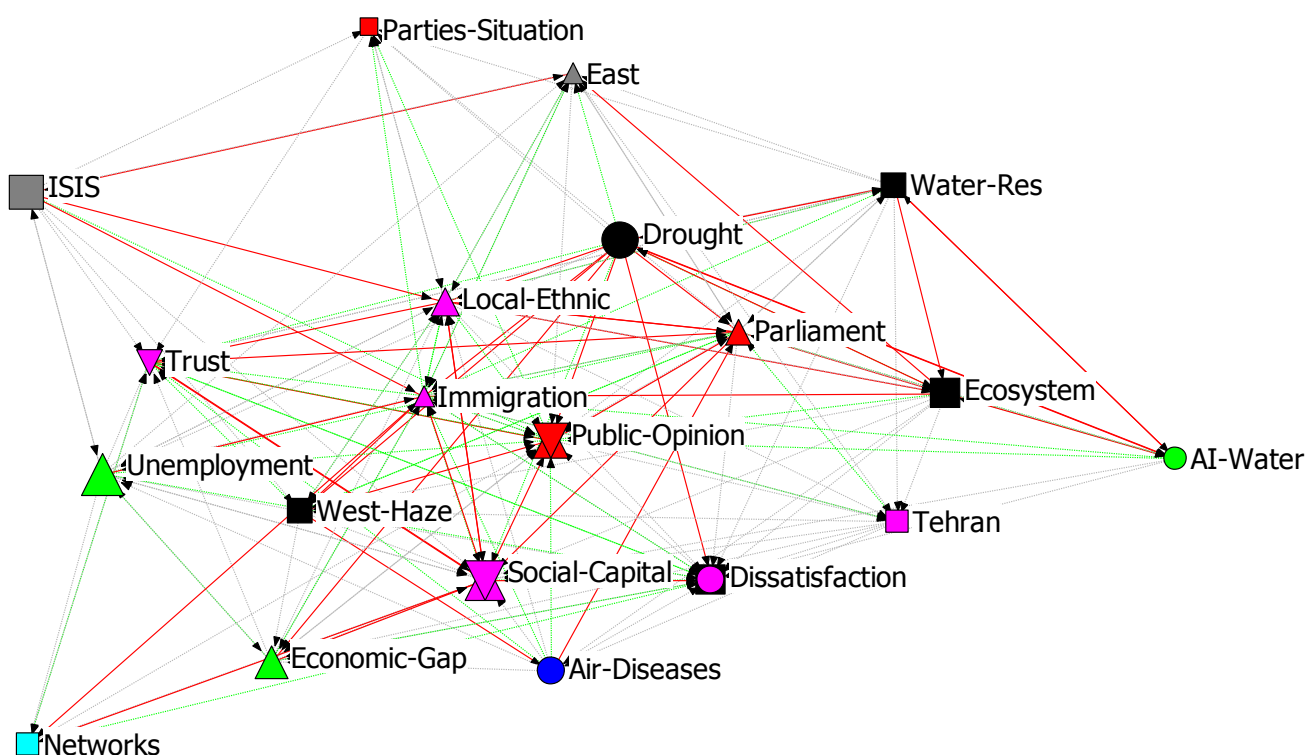 Parties-Situation
East
ISIS
Water-Res
Drought
Local-Ethnic
Parliament
Trust
Immigration
Ecosystem
Public-Opinion
Unemployment
AI-Water
West-Haze
Tehran
Social-Capital
Dissatisfaction
Economic-Gap
Air-Diseases
Networks